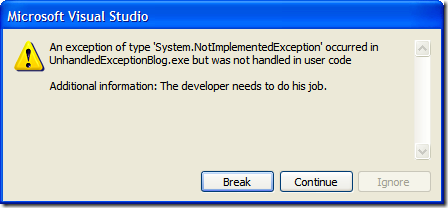 Microsoft Visual Studio
An exception of type 'System.NotImplementedException' occurred in
UnhandledExceptionBlog.exe but was not handled in user code
Additional information: The developer needs to do his job.
Break
Continue
Ignore